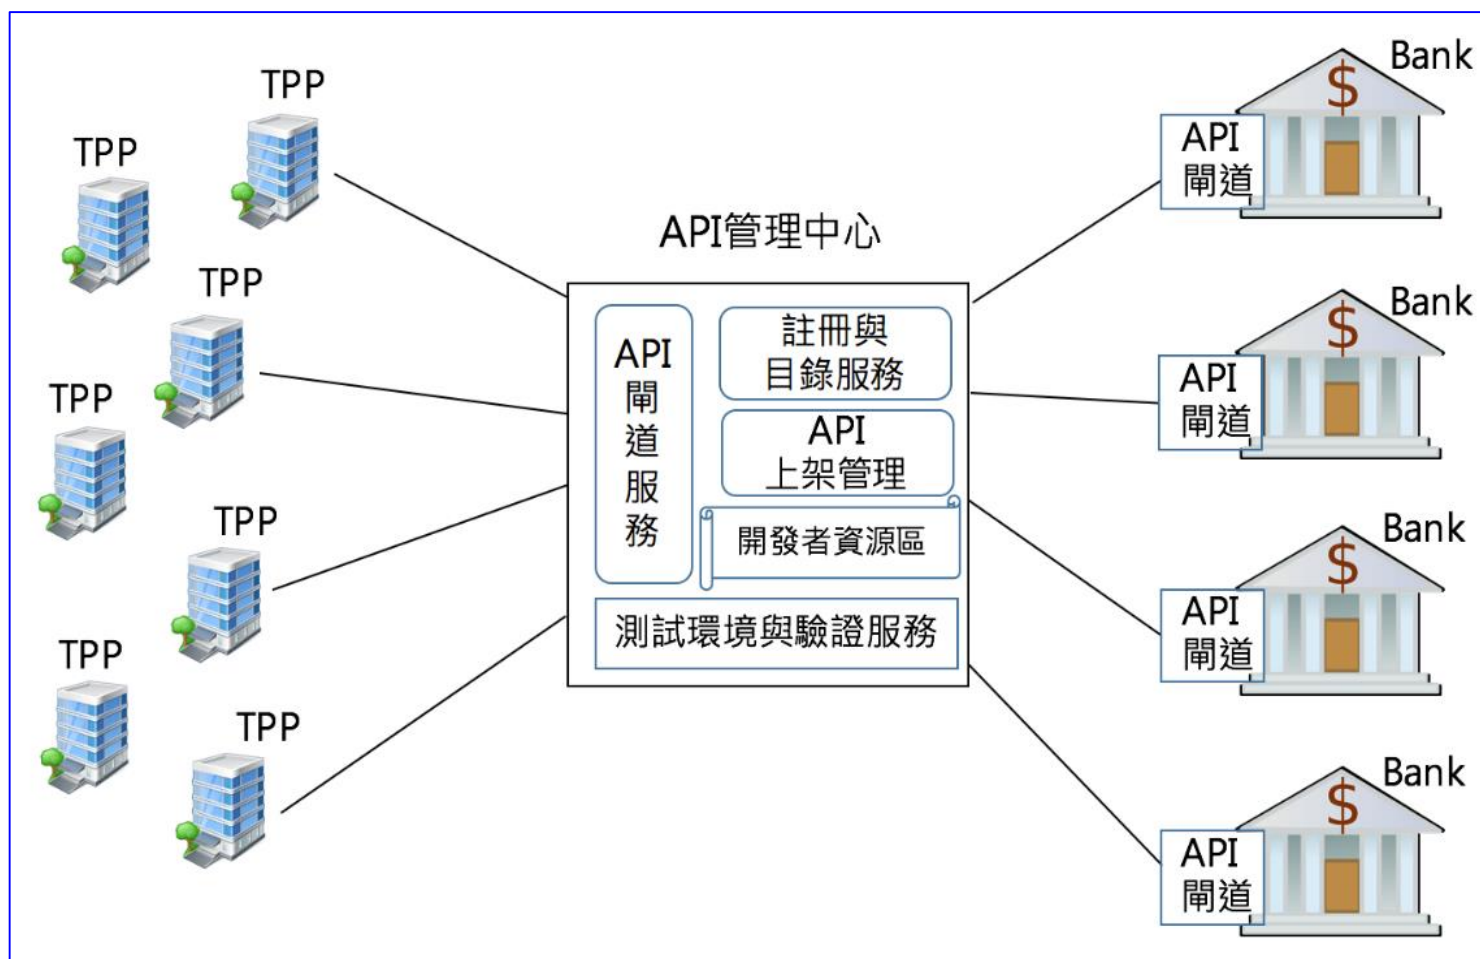 TPP
TPP
TPP
TPP
TPP
TPP
TPP
API管理中心
API
閘
道
服
務
註冊與
目錄服務
API
上架管理
開發者資源區
測試環境與驗證服務
Bank
API
閘道
Bank
API
閘道
Bank
API
閘道
Bank
API
閘道
$
$
$
$